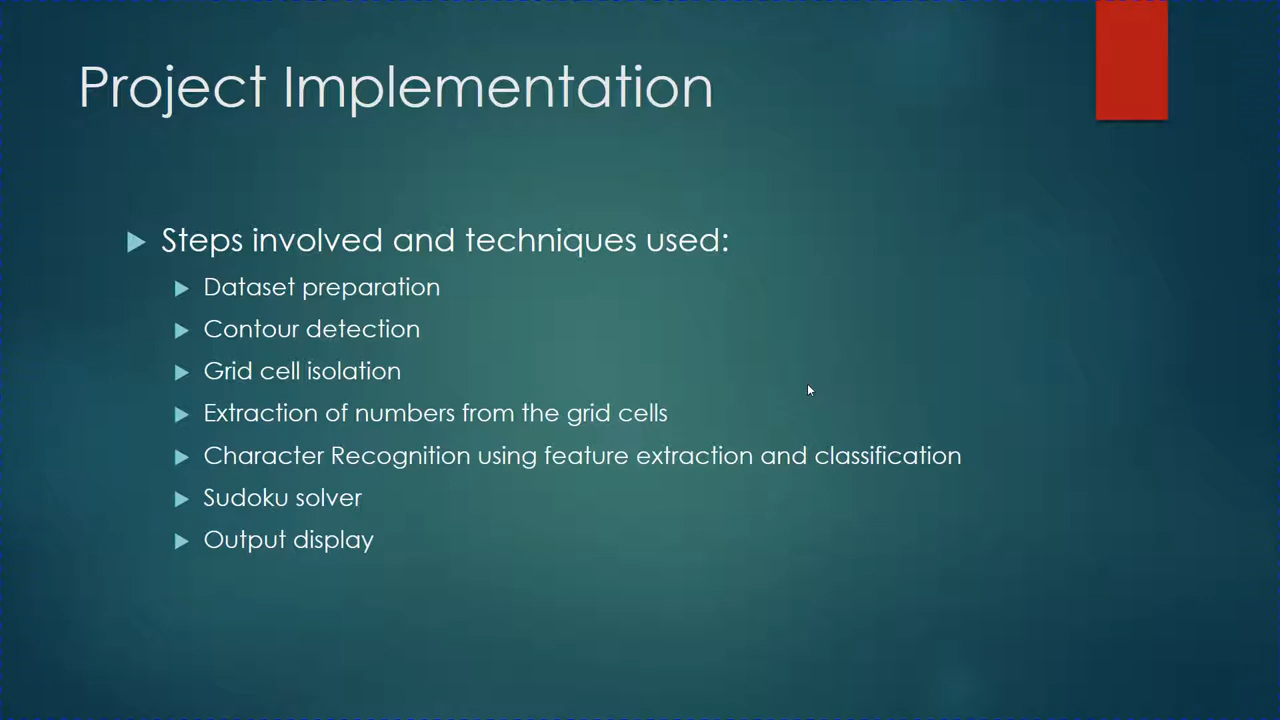 Project Implementation
Steps involved and techniques used:
Dataset preparation
Contour detection
Grid cell isolation
Extraction of numbers from the grid cells
Character Recognition using feature extraction and classification
Sudoku solver
Output display